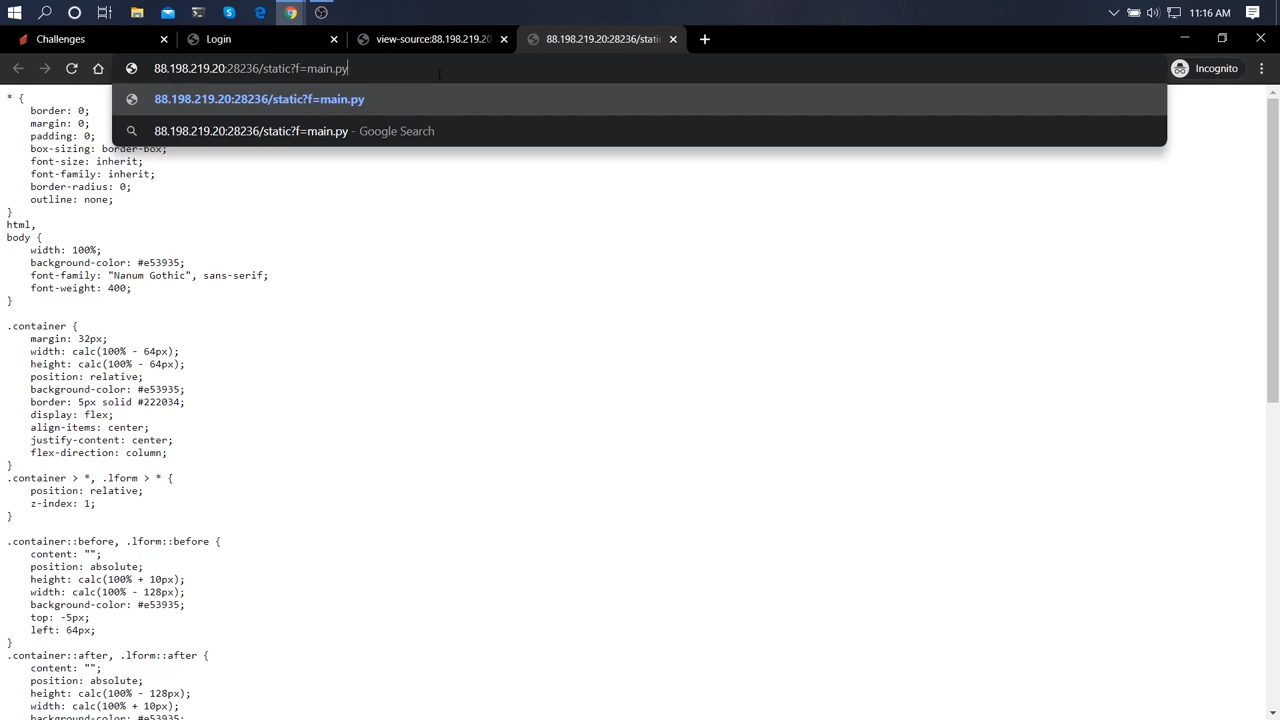 11:16 AM
Challenges
Login
view-source:88.198.219.20
88.198.219.20:28236/stati
88.198.219.20:28236/static?f=main.py
Incognito
88.198.219.20:28236/static?f=main.py
88.198.219.20:28236/static?f=main.py - Google Search
* {
border: 0;
margin: 0;
padding: 0;
box-sizing: border-box;
font-size: inherit;
font-family: inherit;
border-radius: 0;
outline: none;
}
html,
body {
width: 100%;
background-color: #e53935;
font-family: "Nanum Gothic", sans-serif;
font-weight: 400;
}
.container {
margin: 32px;
width: calc(100% - 64px);
height: calc(100% - 64px);
position: relative;
background-color: #e53935;
border: 5px solid #222034;
display: flex;
align-items: center;
justify-content: center;
flex-direction: column;
}
.container > *, .lform > * {
position: relative;
z-index: 1;
}
.container::before, .lform::before {
content: "";
position: absolute;
height: calc(100% + 10px);
width: calc(100% - 128px);
background-color: #e53935;
top: -5px;
left: 64px;
}
.container::after, .lform::after {
content: "";
position: absolute;
height: calc(100% - 128px);
width: calc(100% + 10px);
background-color: #e53935;